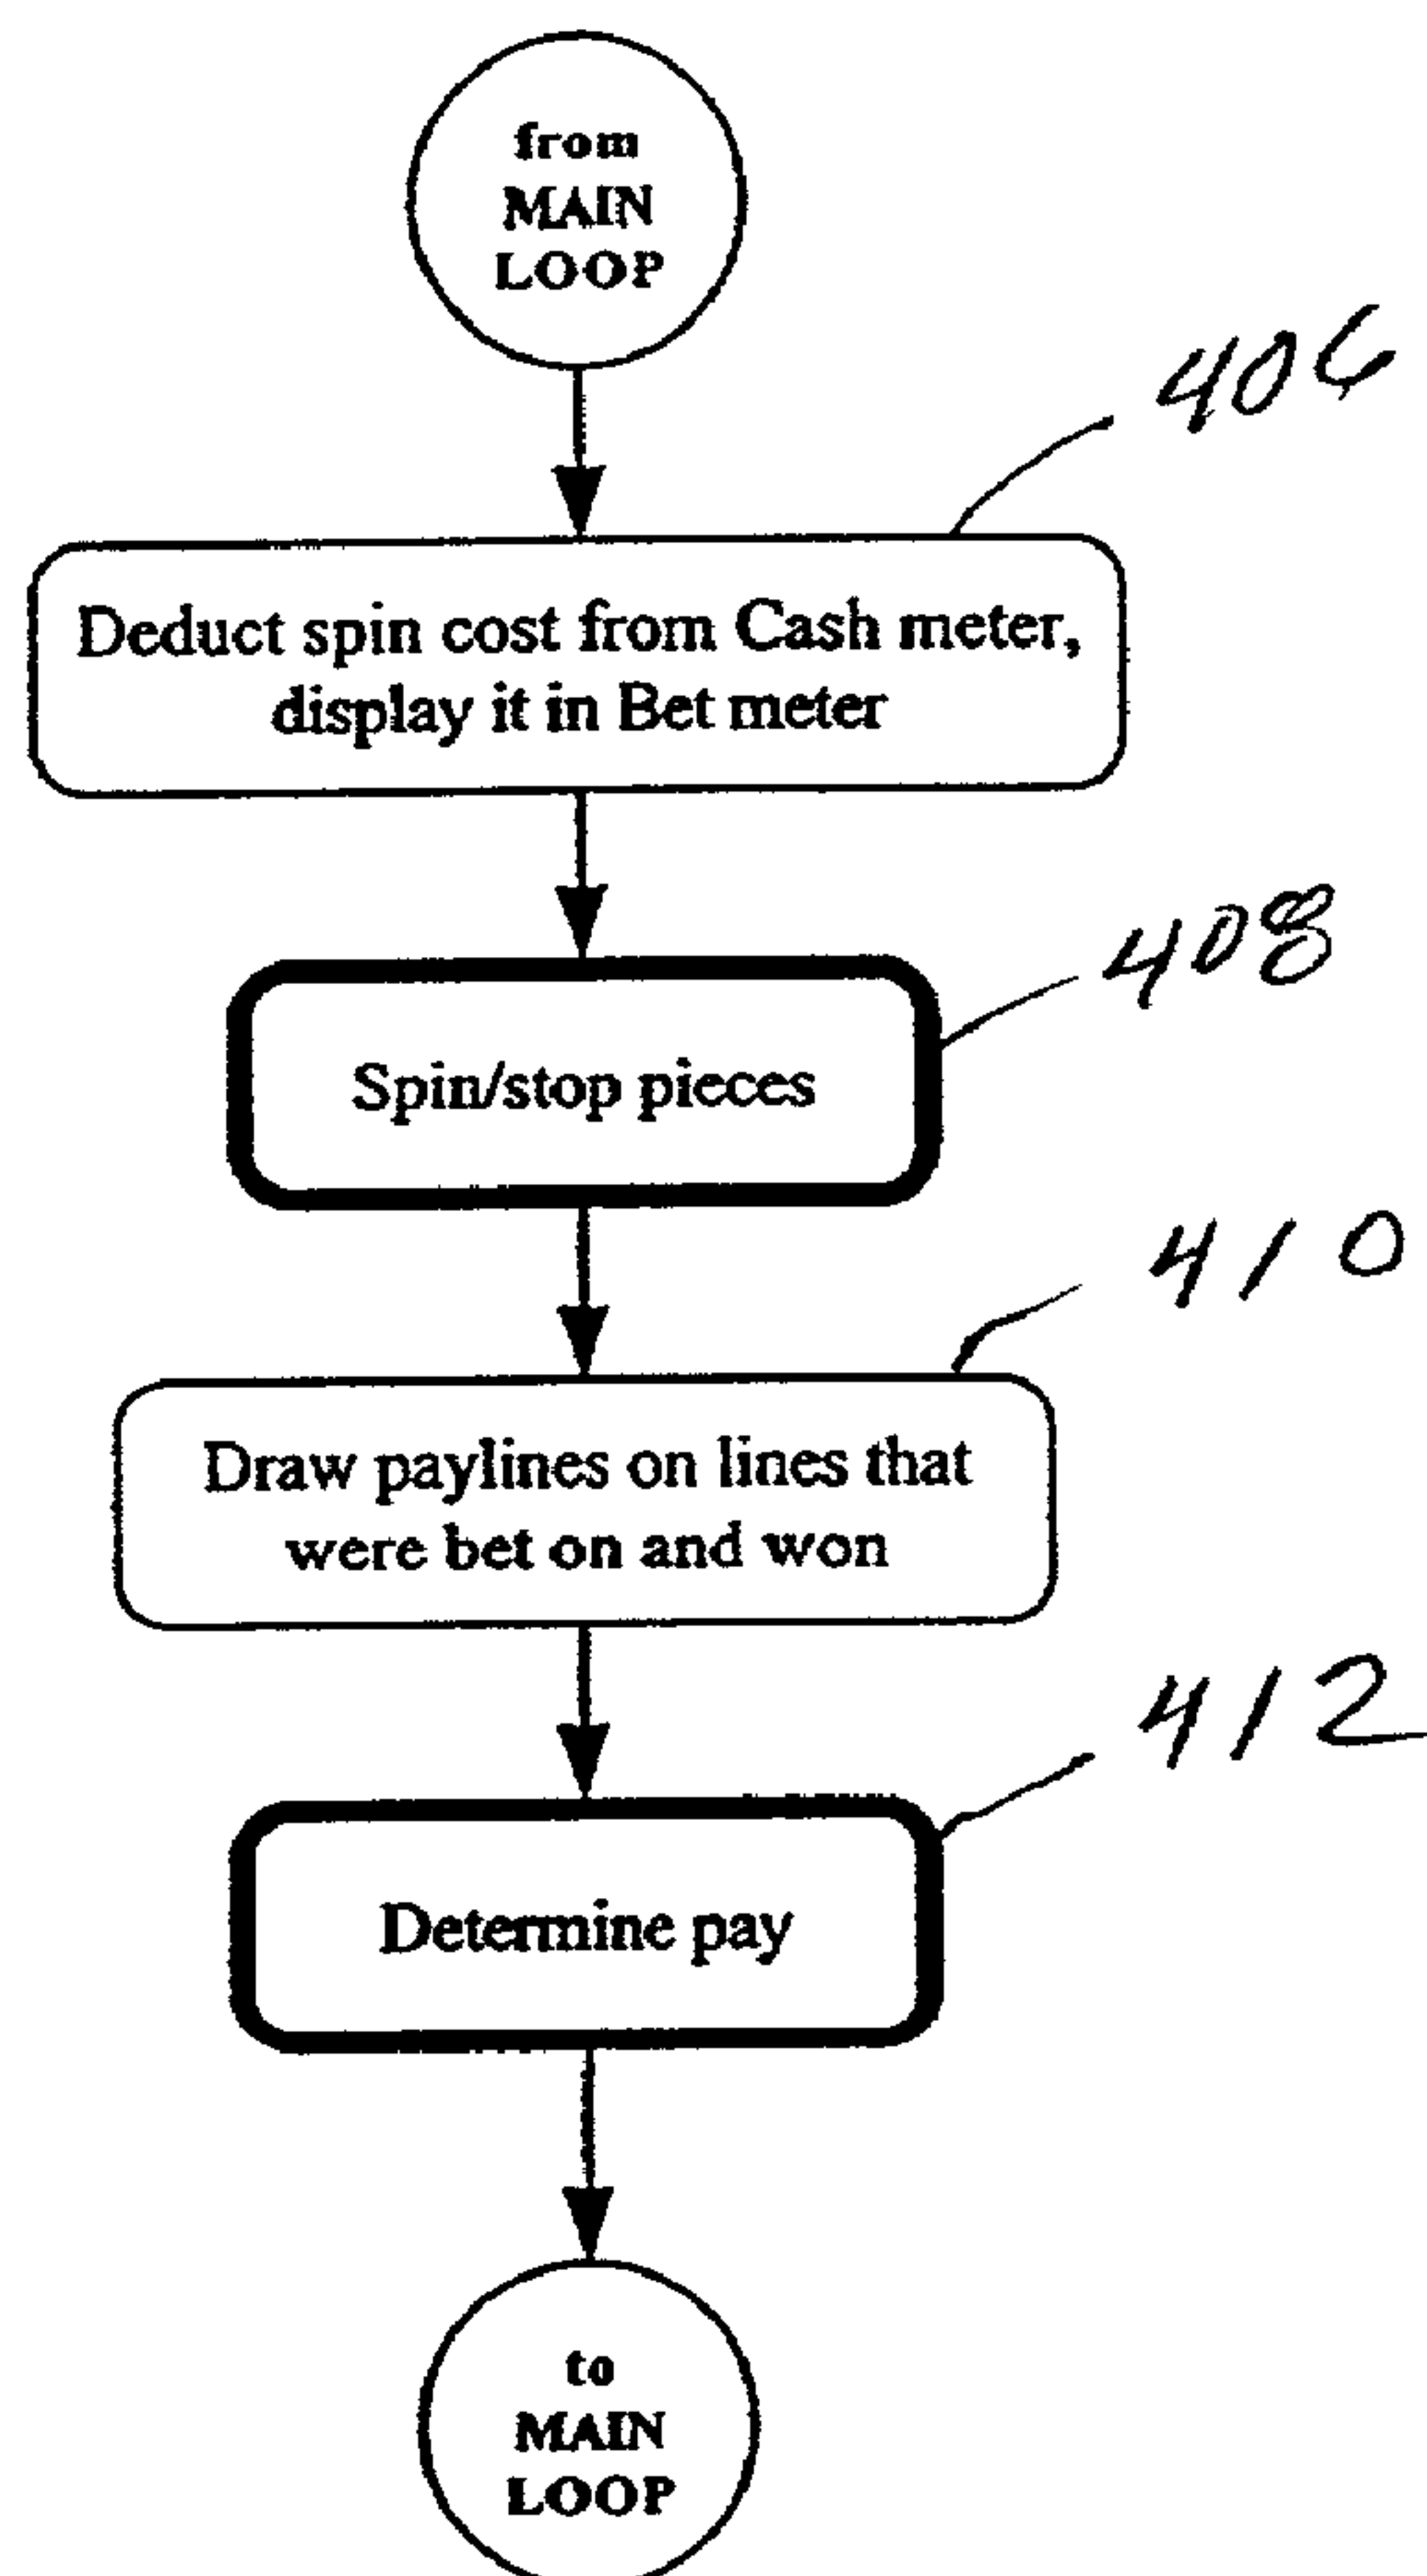 from
MAIN
LOOP
406
Deduct spin cost from Cash meter,
display it in Bet meter
408
Spin/stop pieces
410
Draw paylines on lines that
were bet on and won
412
Determine pay
to
MAIN
LOOP